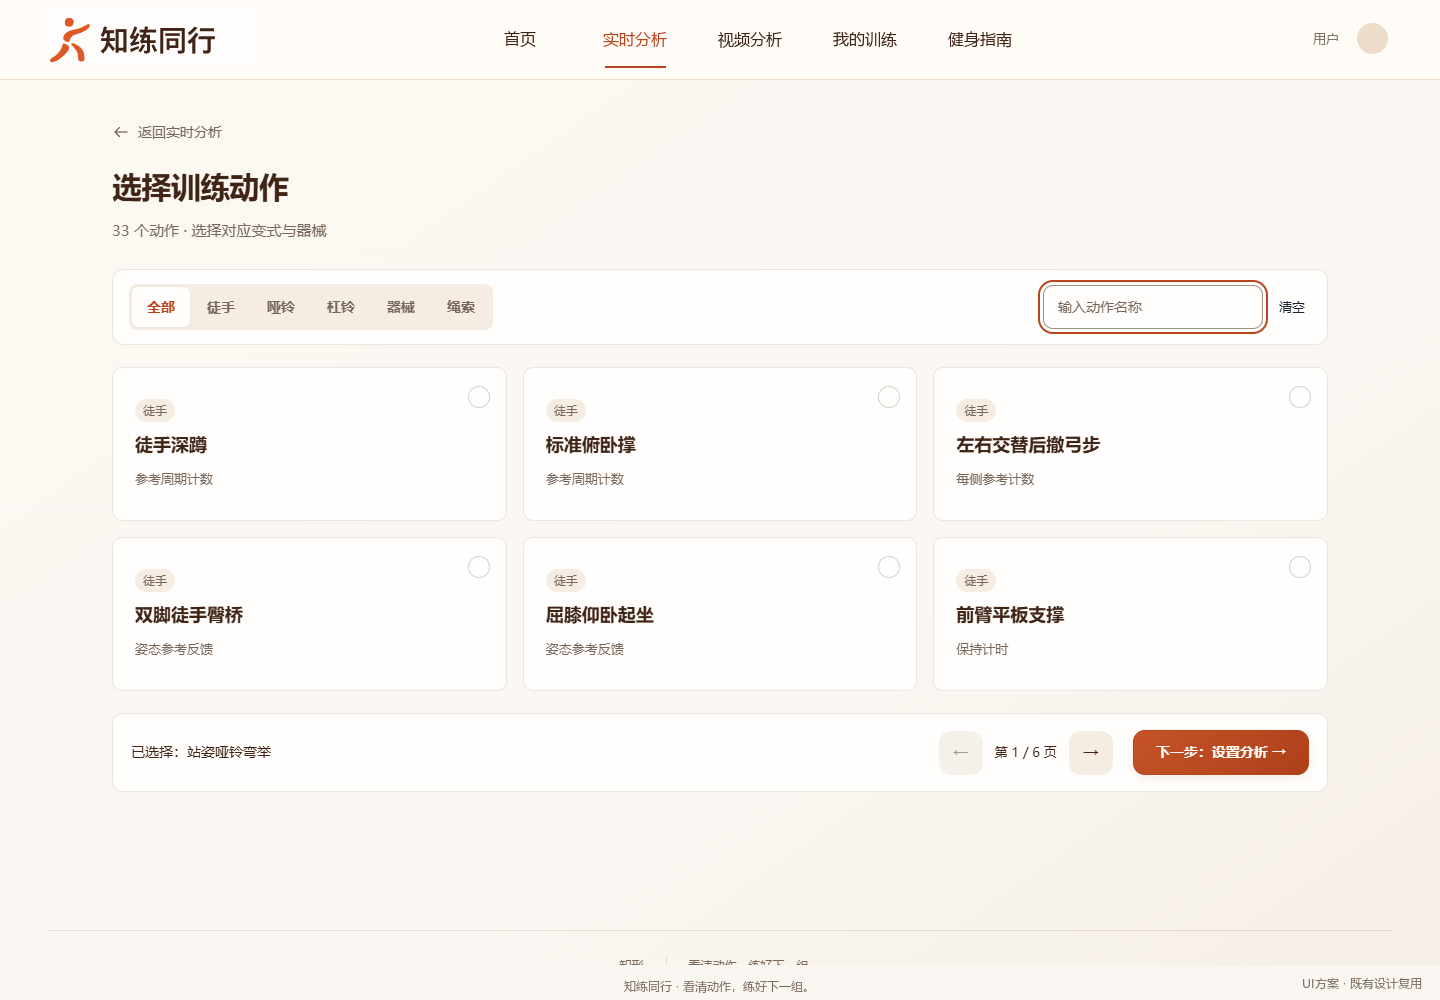 知练同行
首页 实时分析 视频分析 我的训练 健身指南 用户
← 返回实时分析
选择训练动作
33 个动作 · 选择对应变式与器械
全部 徒手 哑铃 杠铃 器械 绳索 输入动作名称 清空
徒手 徒手 徒手
徒手深蹲 标准俯卧撑 左右交替后撤弓步
参考周期计数 参考周期计数 每侧参考计数
徒手 徒手 徒手
双脚徒手臀桥 屈膝仰卧起坐 前臂平板支撑
姿态参考反馈 姿态参考反馈 保持计时
已选择：站姿哑铃弯举 ← 第 1 / 6 页 → 下一步：设置分析 →
知练同行 · 看清动作，练好下一组。
UI方案 · 既有设计复用